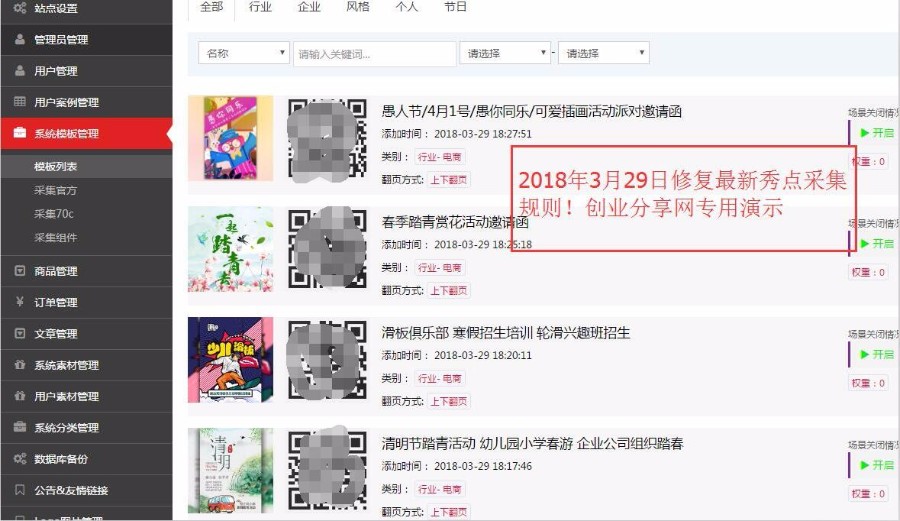 站点设置
管理员管理
用户管理
用户案例管理
系统模板管理
模板列表
采集官方
采集70c
采集组件
商品管理
订单管理
文章管理
系统素材管理
用户素材管理
系统分类管理
数据库备份
公告&友情链接
全部 行业 企业 风格 个人 节日
名称 请输入关键词... 请选择 - 请选择
愚你同乐
愚人节/4月1号/愚你同乐/可爱插画活动派对邀请函
添加时间： 2018-03-29 18:27:51
类别： 行业- 电商
翻页方式: 上下翻页
场景关闭情况
开启
权重：0
2018年3月29日修复最新秀点采集
规则！创业分享网专用演示
一起踏青去
春季踏青赏花活动邀请函
添加时间： 2018-03-29 18:25:18
类别： 行业- 电商
翻页方式: 上下翻页
场景关闭情况
开启
权重：0
少儿滑板
滑板俱乐部 寒假招生培训 轮滑兴趣班招生
添加时间： 2018-03-29 18:20:11
类别： 行业- 电商
翻页方式: 上下翻页
场景关闭情况
开启
权重：0
清明
清明节踏青活动 幼儿园小学春游 企业公司组织踏春
添加时间： 2018-03-29 18:17:46
类别： 行业- 电商
翻页方式: 上下翻页
场景关闭情况
开启
权重：0